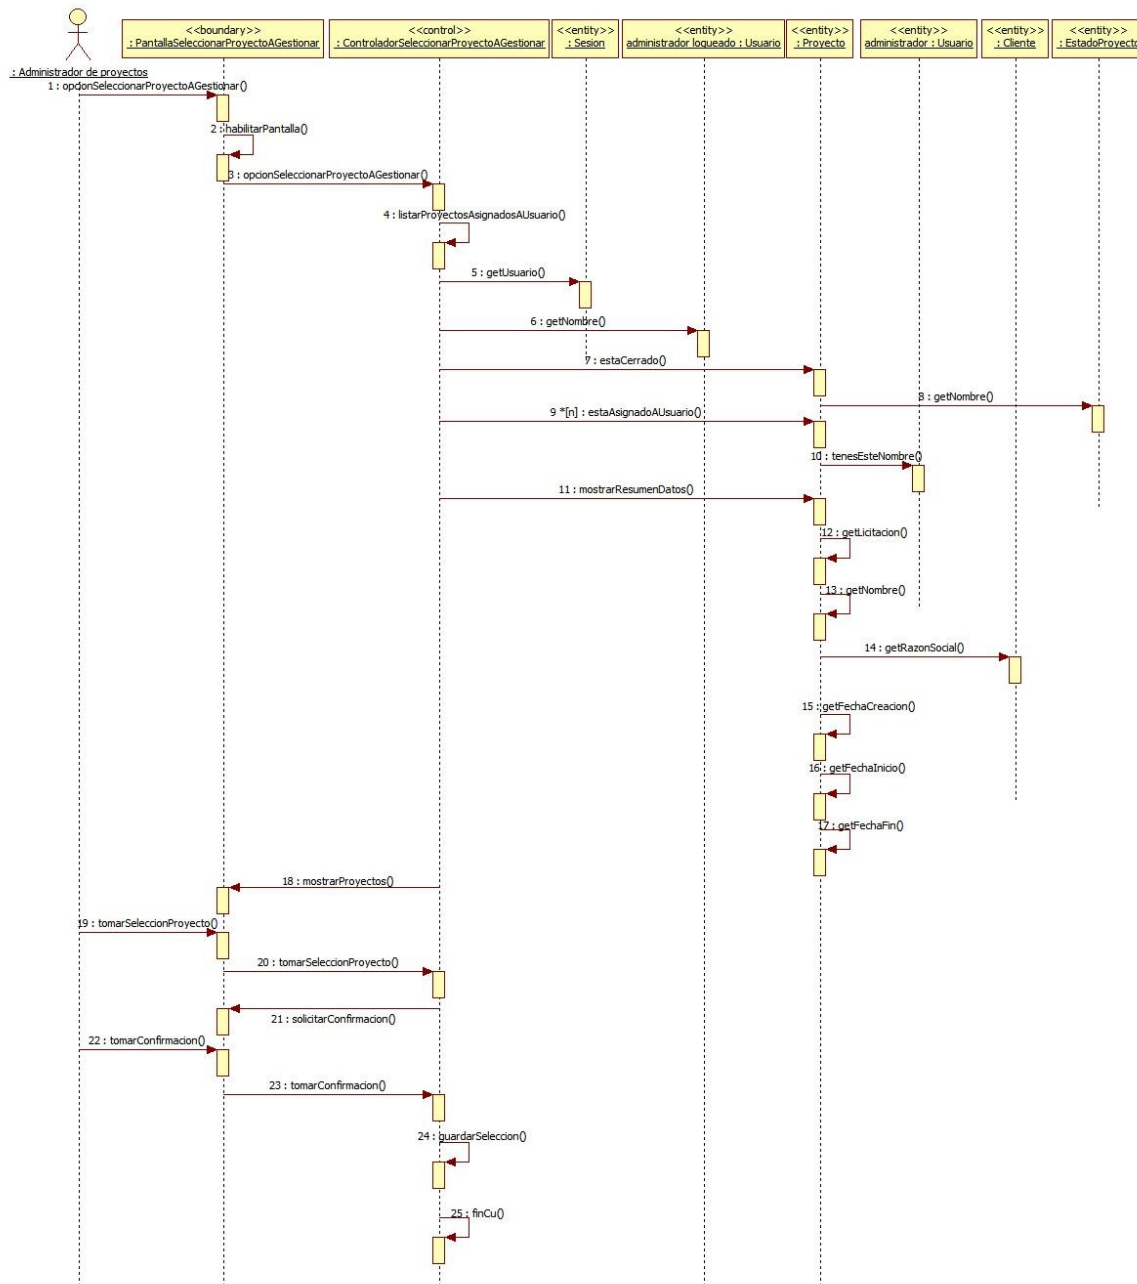 <<boundary>>
: PantallaSeleccionarProyectoAGestionar
<<control>>
: ControladorSeleccionarProyectoAGestionar
<<entity>>
: Sesion
<<entity>>
administrador logueado : Usuario
<<entity>>
: Proyecto
<<entity>>
administrador : Usuario
<<entity>>
: Cliente
<<entity>>
: EstadoProyecto
: Administrador de proyectos
1 : opcionSeleccionarProyectoAGestionar()
2 : habilitarPantalla()
3 : opcionSeleccionarProyectoAGestionar()
4 : listarProyectosAsignadosAUsuario()
5 : getUsuario()
6 : getNombre()
7 : estaCerrado()
8 : getNombre()
9 *[n] : estaAsignadoAUsuario()
10 : tenesEsteNombre()
11 : mostrarResumenDatos()
12 : getLicitacion()
13 : getNombre()
14 : getRazonSocial()
15 : getFechaCreacion()
16 : getFechaInicio()
17 : getFechaFin()
18 : mostrarProyectos()
19 : tomarSeleccionProyecto()
20 : tomarSeleccionProyecto()
21 : solicitarConfirmacion()
22 : tomarConfirmacion()
23 : tomarConfirmacion()
24 : guardarSeleccion()
25 : finCu()